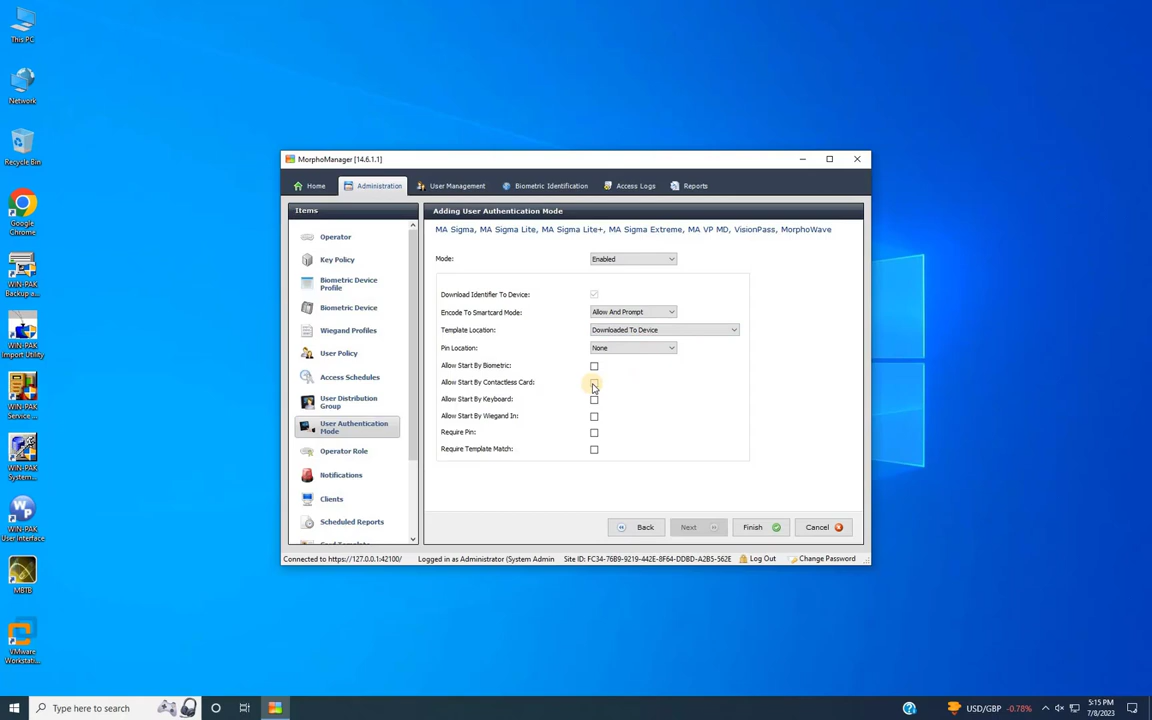 This PC
Network
Recycle Bin
Google
Chrome
WIN-PAK
Backup a...
WIN-PAK
Import Utility
WIN-PAK
Service ...
WIN-PAK
System...
WIN-PAK
User Interface
MBTB
VMware
Workstati...
MorphoManager [14.6.1.1]
Home
Administration
User Management
Biometric Identification
Access Logs
Reports
Items
Operator
Key Policy
Biometric Device
Profile
Biometric Device
Wiegand Profiles
User Policy
Access Schedules
User Distribution
Group
User Authentication
Mode
Operator Role
Notifications
Clients
Scheduled Reports
Adding User Authentication Mode
MA Sigma, MA Sigma Lite, MA Sigma Lite+, MA Sigma Extreme, MA VP MD, VisionPass, MorphoWave
Mode: Enabled
Download Identifier To Device:
Encode To Smartcard Mode: Allow And Prompt
Template Location: Downloaded To Device
Pin Location: None
Allow Start By Biometric:
Allow Start By Contactless Card:
Allow Start By Keyboard:
Allow Start By Wiegand In:
Require Pin:
Require Template Match:
Back
Next
Finish
Cancel
Connected to https://127.0.0.1:42100/
Logged in as Administrator (System Admin
Site ID: FC34-76B9-9219-442E-8F64-DDBD-A2B5-562E
Log Out
Change Password
Type here to search
USD/GBP -0.78%
5:15 PM
7/8/2023